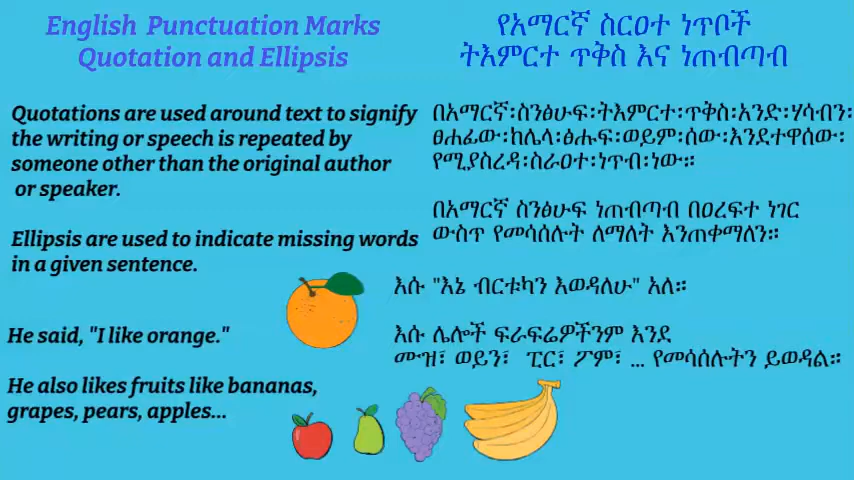 English Punctuation Marks
Quotation and Ellipsis
Quotations are used around text to signify
the writing or speech is repeated by
someone other than the original author
or speaker.
Ellipsis are used to indicate missing words
in a given sentence.
He said, "I like orange."
He also likes fruits like bananas,
grapes, pears, apples...
የአማርኛ ስርዐተ ነጥቦች
ትእምርተ ጥቅስ እና ነጠብጣብ
በአማርኛ፡ስንፅሁፍ፡ትእምርተ፡ጥቅስ፡አንድ፡ሃሳብን፡
ፀሐፊው፡ከሌላ፡ፅሑፍ፡ወይም፡ሰው፡እንደተዋሰው፡
የሚያስረዳ፡ስራዐተ፡ነጥብ፡ነው።
በአማርኛ ስንፅሁፍ ነጠብጣብ በዐረፍተ ነገር
ውስጥ የመሳሰሉት ለማለት እንጠቀማለን።
እሱ "እኔ ብርቱካን እወዳለሁ" አለ።
እሱ ሌሎች ፍራፍሬዎችንም እንደ
ሙዝ፣ ወይን፣ ፒር፣ ፖም፣ ... የመሳሰሉትን ይወዳል።